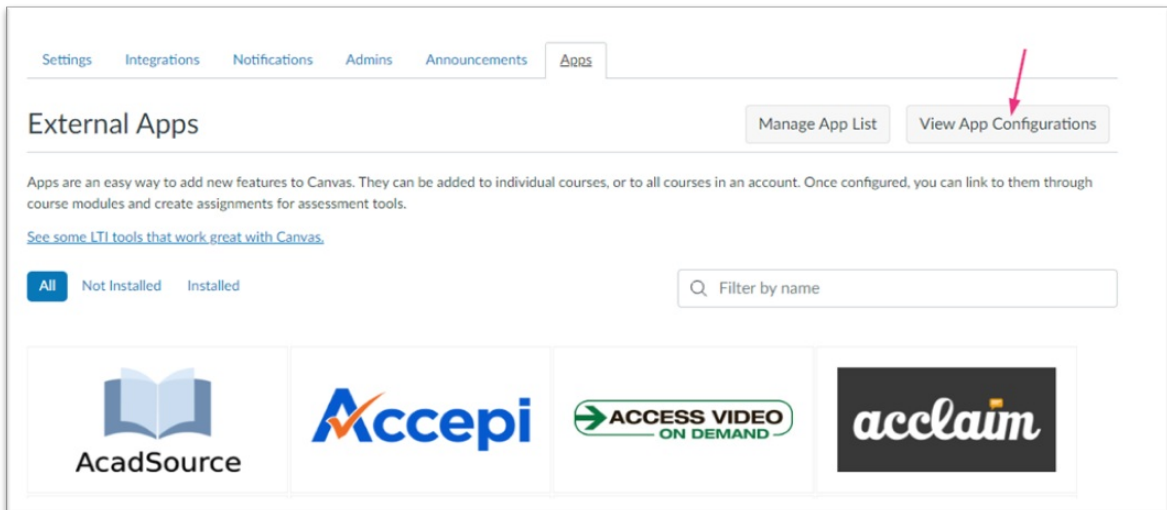 Settings Integrations Notifications Admins Announcements Apps
External Apps
Manage App List View App Configurations
Apps are an easy way to add new features to Canvas. They can be added to individual courses, or to all courses in an account. Once configured, you can link to them through
course modules and create assignments for assessment tools.
See some LTI tools that work great with Canvas.
All Not Installed Installed
Filter by name
AcadSource
Accepi
ACCESS VIDEO
ON DEMAND
acclaim